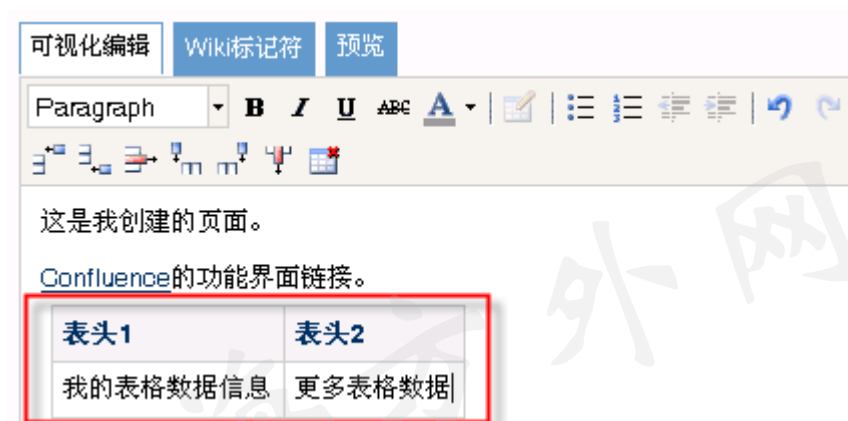 可视化编辑 Wiki标记符 预览
Paragraph B I U ABC A
这是我创建的页面。
Confluence的功能界面链接。
表头1 表头2
我的表格数据信息 更多表格数据
外网